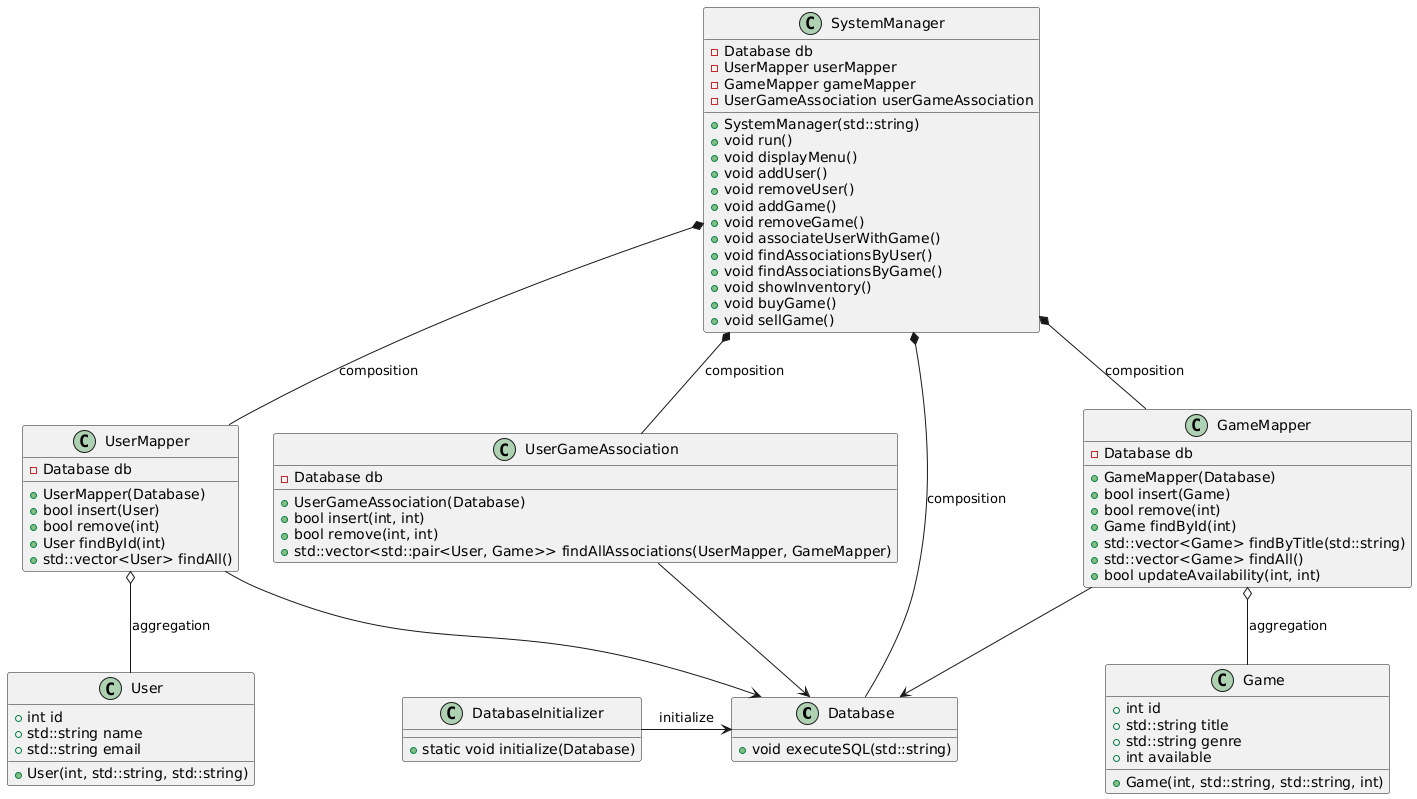 C SystemManager
Database db
UserMapper userMapper
GameMapper gameMapper
UserGameAssociation userGameAssociation
SystemManager(std::string)
void run()
void displayMenu()
void addUser()
void removeUser()
void addGame()
void removeGame()
void associateUserWithGame()
void findAssociationsByUser()
void findAssociationsByGame()
void showInventory()
void buyGame()
void sellGame()
composition
composition
composition
composition
C UserMapper
Database db
UserMapper(Database)
bool insert(User)
bool remove(int)
User findById(int)
std::vector<User> findAll()
C UserGameAssociation
Database db
UserGameAssociation(Database)
bool insert(int, int)
bool remove(int, int)
std::vector<std::pair<User, Game>> findAllAssociations(UserMapper, GameMapper)
C GameMapper
Database db
GameMapper(Database)
bool insert(Game)
bool remove(int)
Game findById(int)
std::vector<Game> findByTitle(std::string)
std::vector<Game> findAll()
bool updateAvailability(int, int)
aggregation
aggregation
C User
int id
std::string name
std::string email
User(int, std::string, std::string)
C DatabaseInitializer
static void initialize(Database)
initialize
C Database
void executeSQL(std::string)
C Game
int id
std::string title
std::string genre
int available
Game(int, std::string, std::string, int)